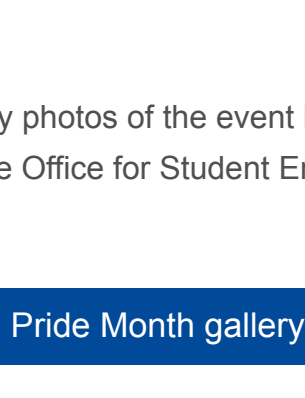 photos of the event
Office for Student
Pride Month gallery